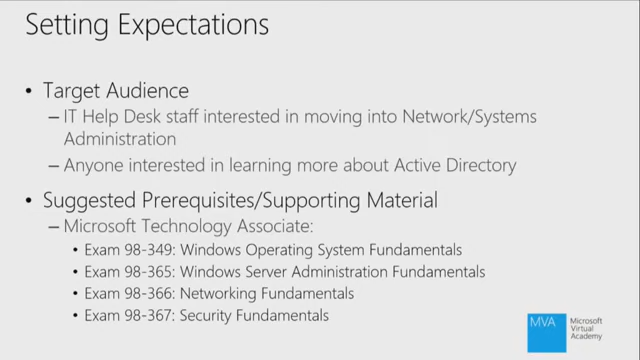 Setting Expectations
• Target Audience
– IT Help Desk staff interested in moving into Network/Systems
Administration
– Anyone interested in learning more about Active Directory
• Suggested Prerequisites/Supporting Material
– Microsoft Technology Associate:
• Exam 98-349: Windows Operating System Fundamentals
• Exam 98-365: Windows Server Administration Fundamentals
• Exam 98-366: Networking Fundamentals
• Exam 98-367: Security Fundamentals
MVA
Microsoft
Virtual
Academy